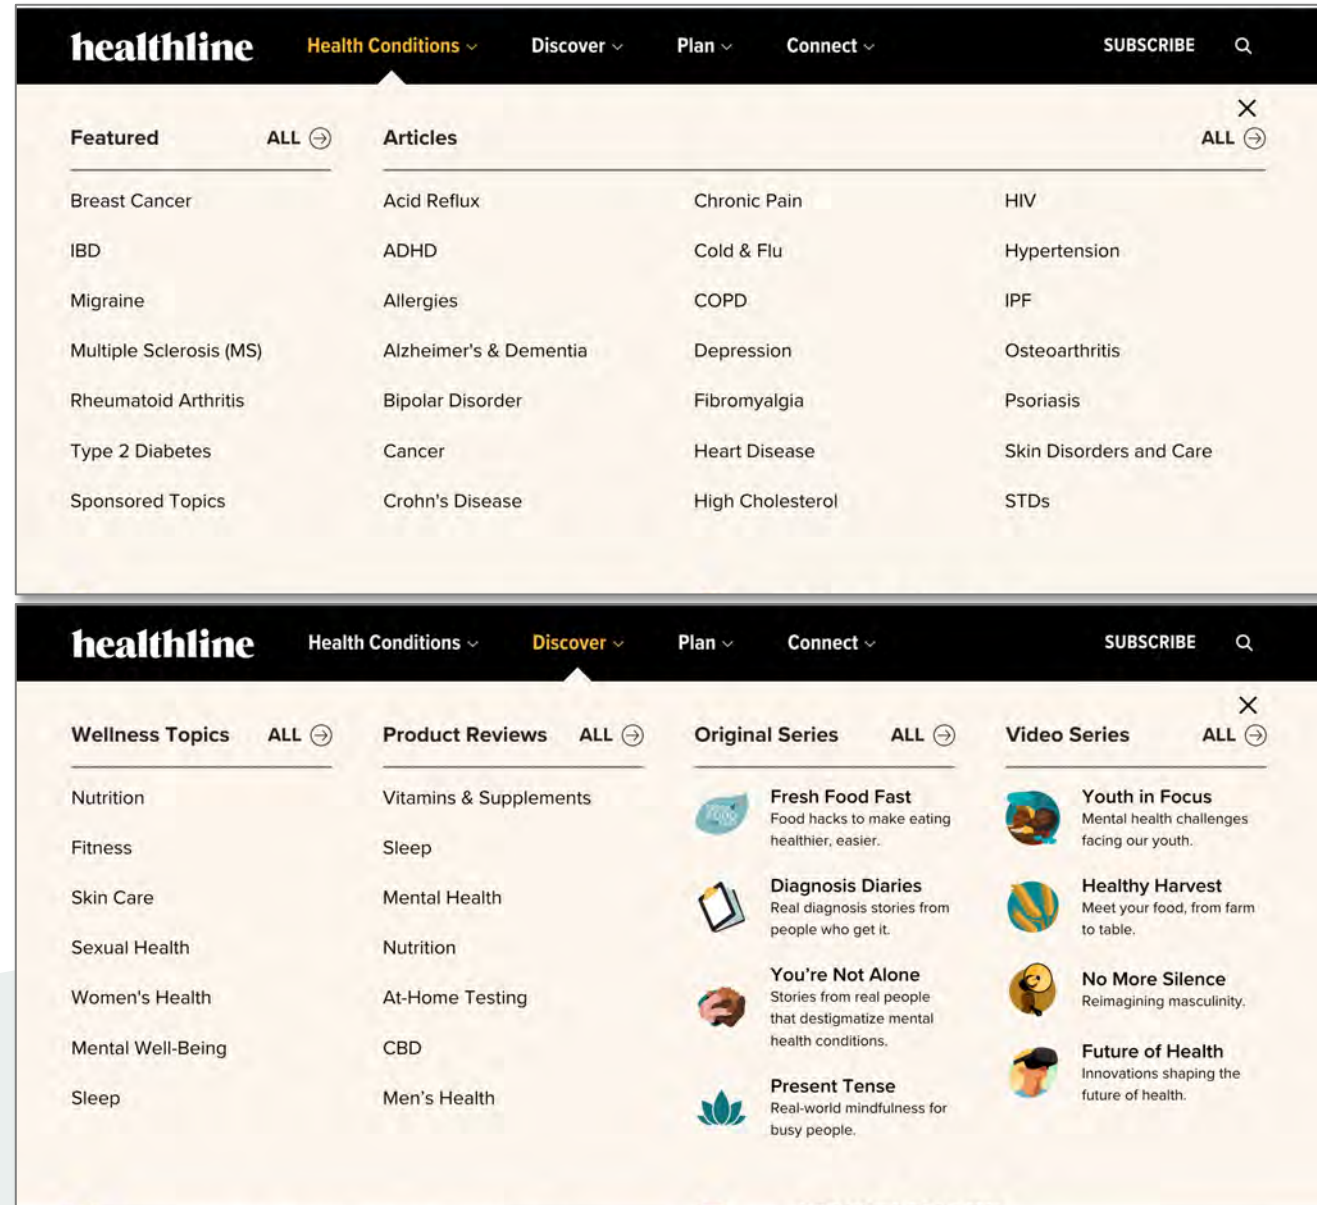 healthline
Health Conditions
Discover
Plan
Connect
SUBSCRIBE
Featured
ALL
Breast Cancer
IBD
Migraine
Multiple Sclerosis (MS)
Rheumatoid Arthritis
Type 2 Diabetes
Sponsored Topics
Articles
ALL
Acid Reflux
ADHD
Allergies
Alzheimer's & Dementia
Bipolar Disorder
Cancer
Crohn's Disease
Chronic Pain
Cold & Flu
COPD
Depression
Fibromyalgia
Heart Disease
High Cholesterol
HIV
Hypertension
IPF
Osteoarthritis
Psoriasis
Skin Disorders and Care
STDs
healthline
Health Conditions
Discover
Plan
Connect
SUBSCRIBE
Wellness Topics
ALL
Nutrition
Fitness
Skin Care
Sexual Health
Women's Health
Mental Well-Being
Sleep
Product Reviews
ALL
Vitamins & Supplements
Sleep
Mental Health
Nutrition
At-Home Testing
CBD
Men's Health
Original Series
ALL
Fresh Food Fast
Food hacks to make eating
healthier, easier.
Diagnosis Diaries
Real diagnosis stories from
people who get it.
You're Not Alone
Stories from real people
that destigmatize mental
health conditions.
Present Tense
Real-world mindfulness for
busy people.
Video Series
ALL
Youth in Focus
Mental health challenges
facing our youth.
Healthy Harvest
Meet your food, from farm
to table.
No More Silence
Reimagining masculinity.
Future of Health
Innovations shaping the
future of health.